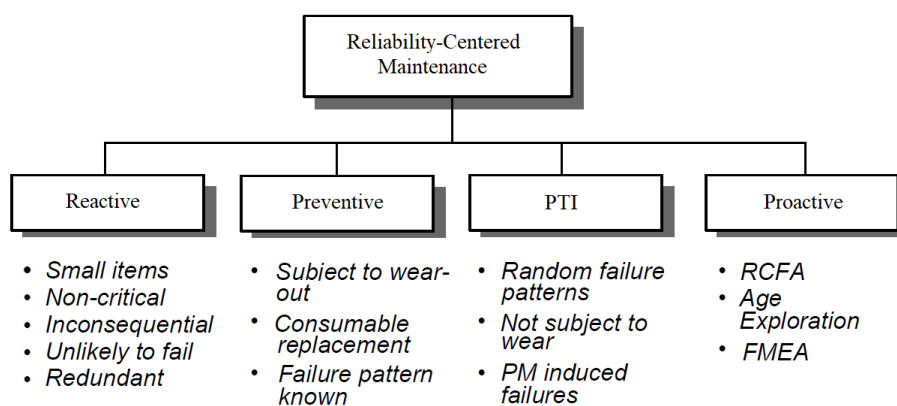 Reliability-Centered
Maintenance
Reactive
Preventive
PTI
Proactive
• Small items
• Non-critical
• Inconsequential
• Unlikely to fail
• Redundant
• Subject to wear-
out
• Consumable
replacement
• Failure pattern
known
• Random failure
patterns
• Not subject to
wear
• PM induced
failures
• RCFA
• Age
Exploration
• FMEA